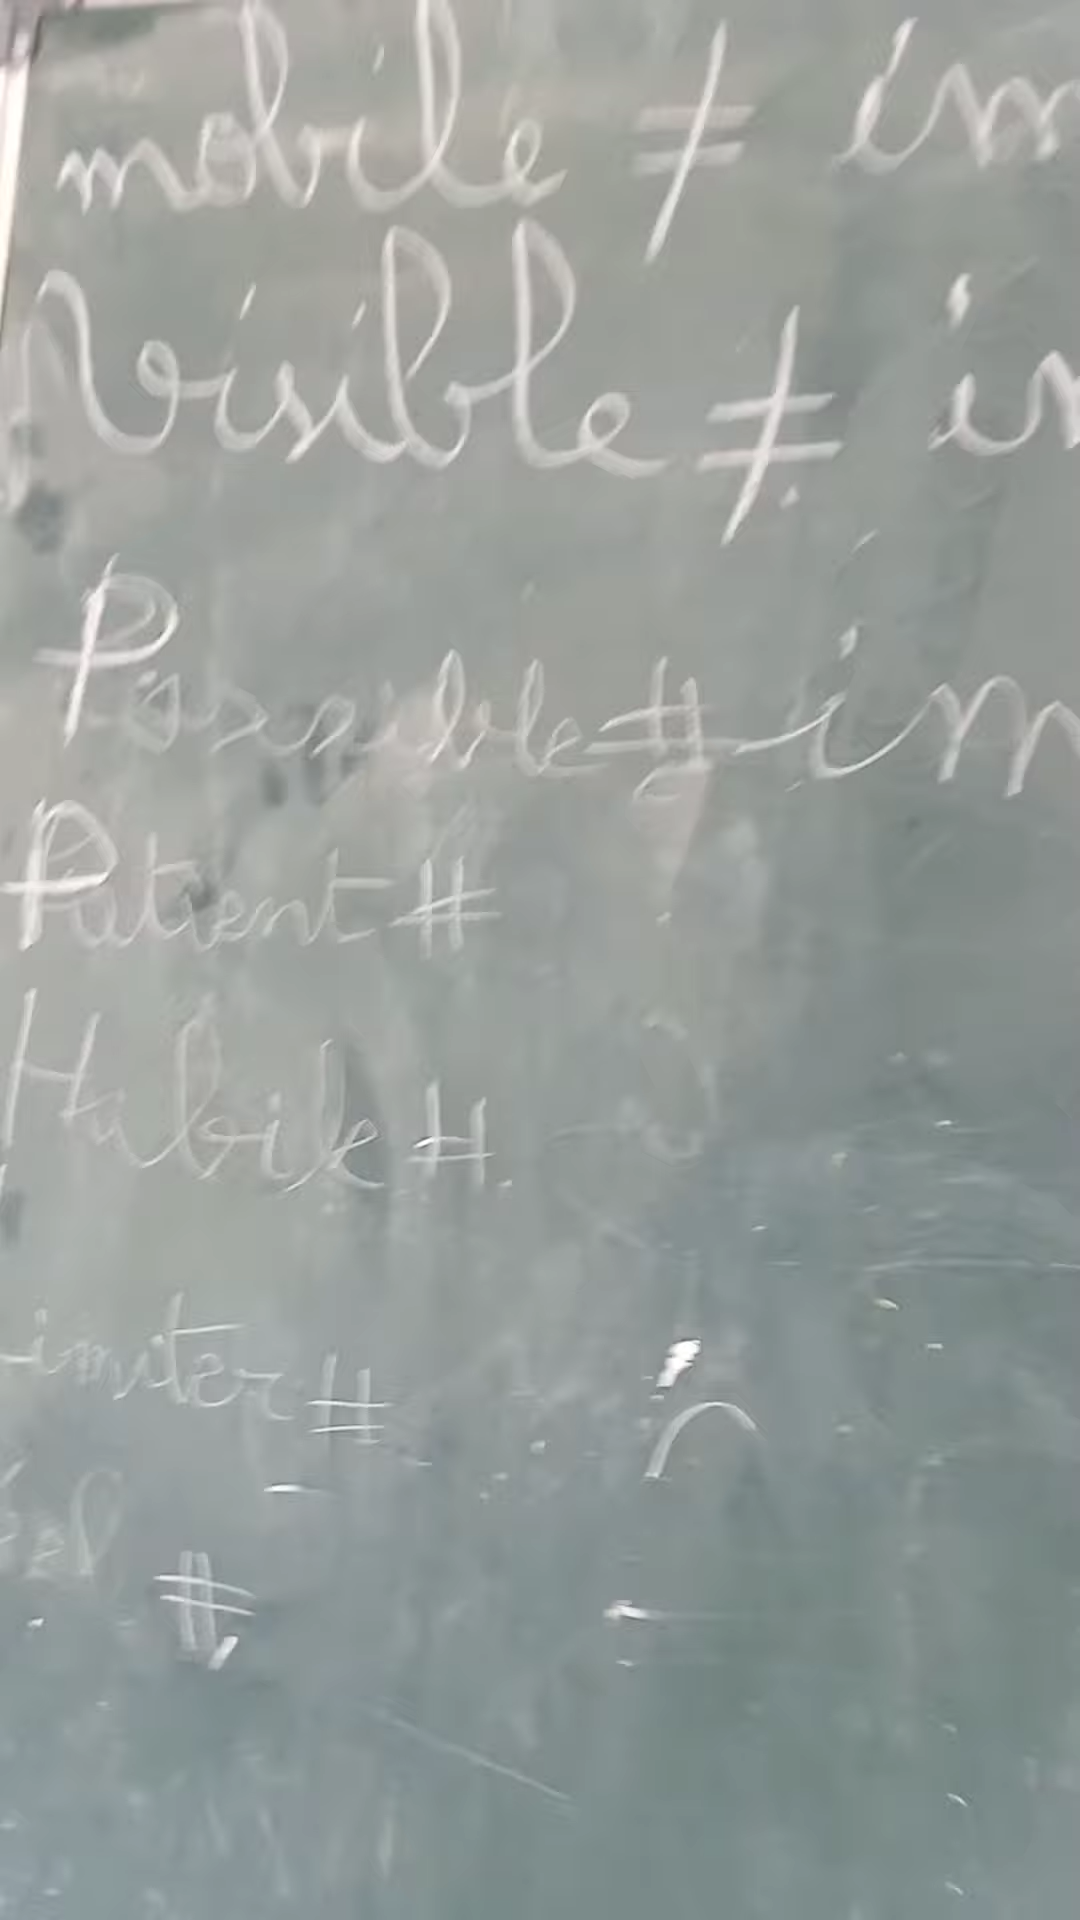 mobile ≠ im
Visible ≠ in
Possible ≠ im
Patient ≠
Habile ≠
imiter ≠
≠